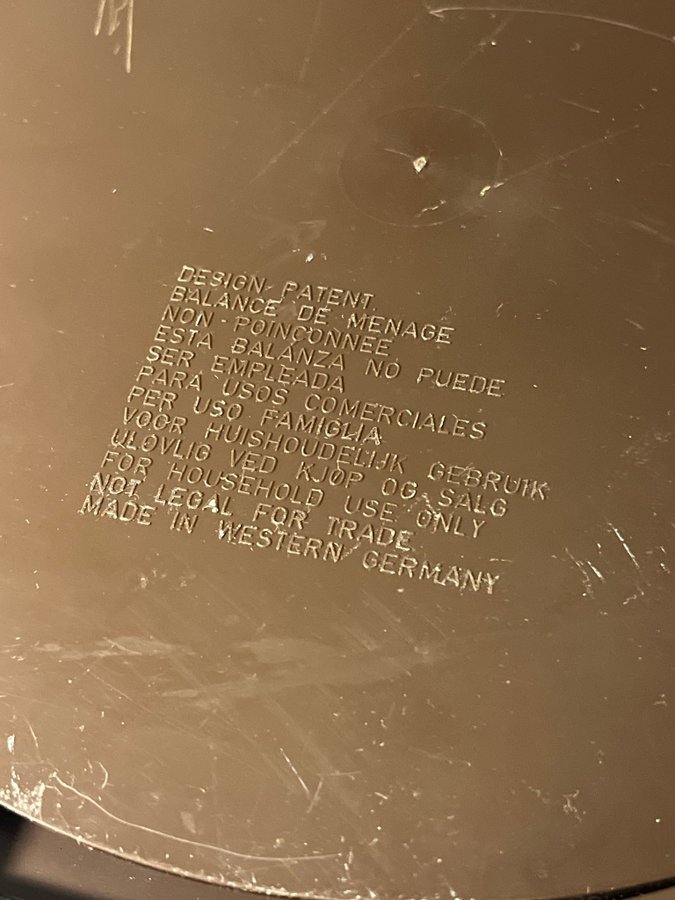 DESIGN PATENT
BALANCE DE MENAGE
NON POINCONNEE
ESTA BALANZA NO PUEDE
SER EMPLEADA
PARA USOS COMERCIALES
PER USO FAMIGLIA
VOOR HUISHOUDELIJK GEBRUIK
ULOVLIG VED KJØP OG SALG
FOR HOUSEHOLD USE ONLY
NOT LEGAL FOR TRADE
MADE IN WESTERN GERMANY